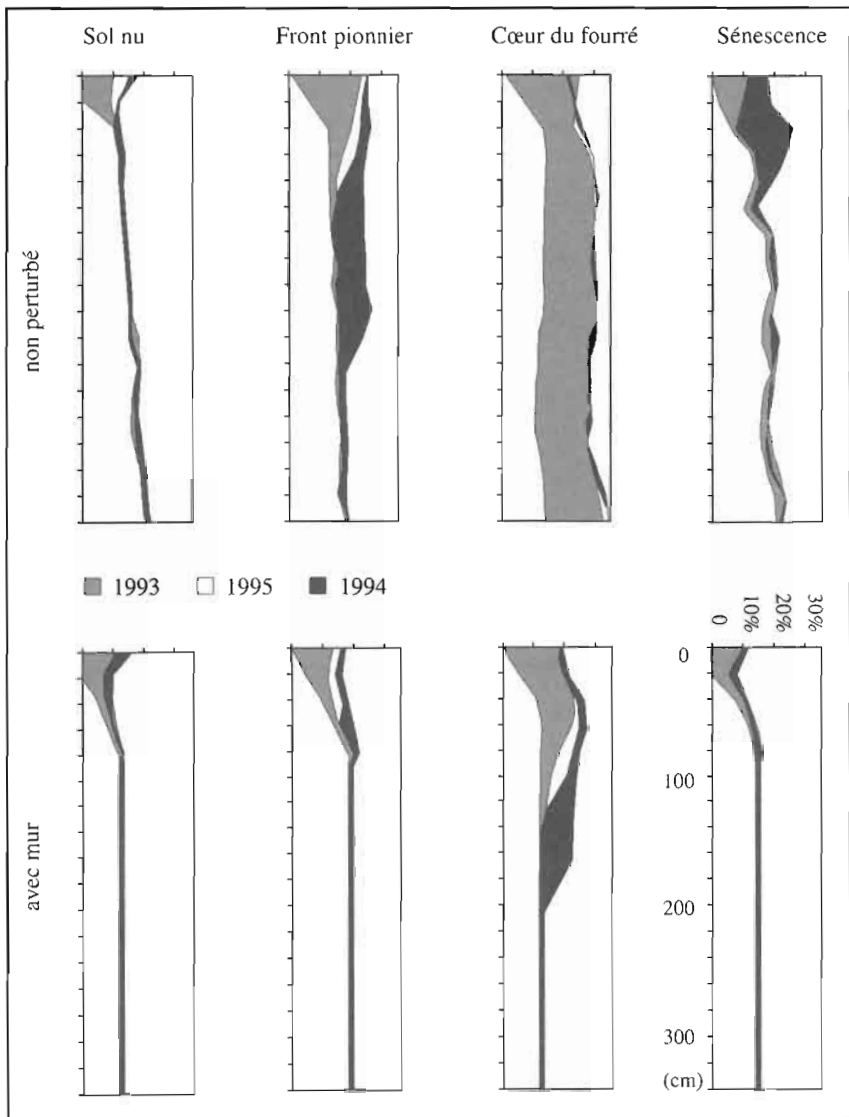 Sol nu Front pionnier Cœur du fourré Sénescence
non perturbé
1993 1995 1994
0 10% 20% 30%
avec mur
0
100
200
300
(cm)